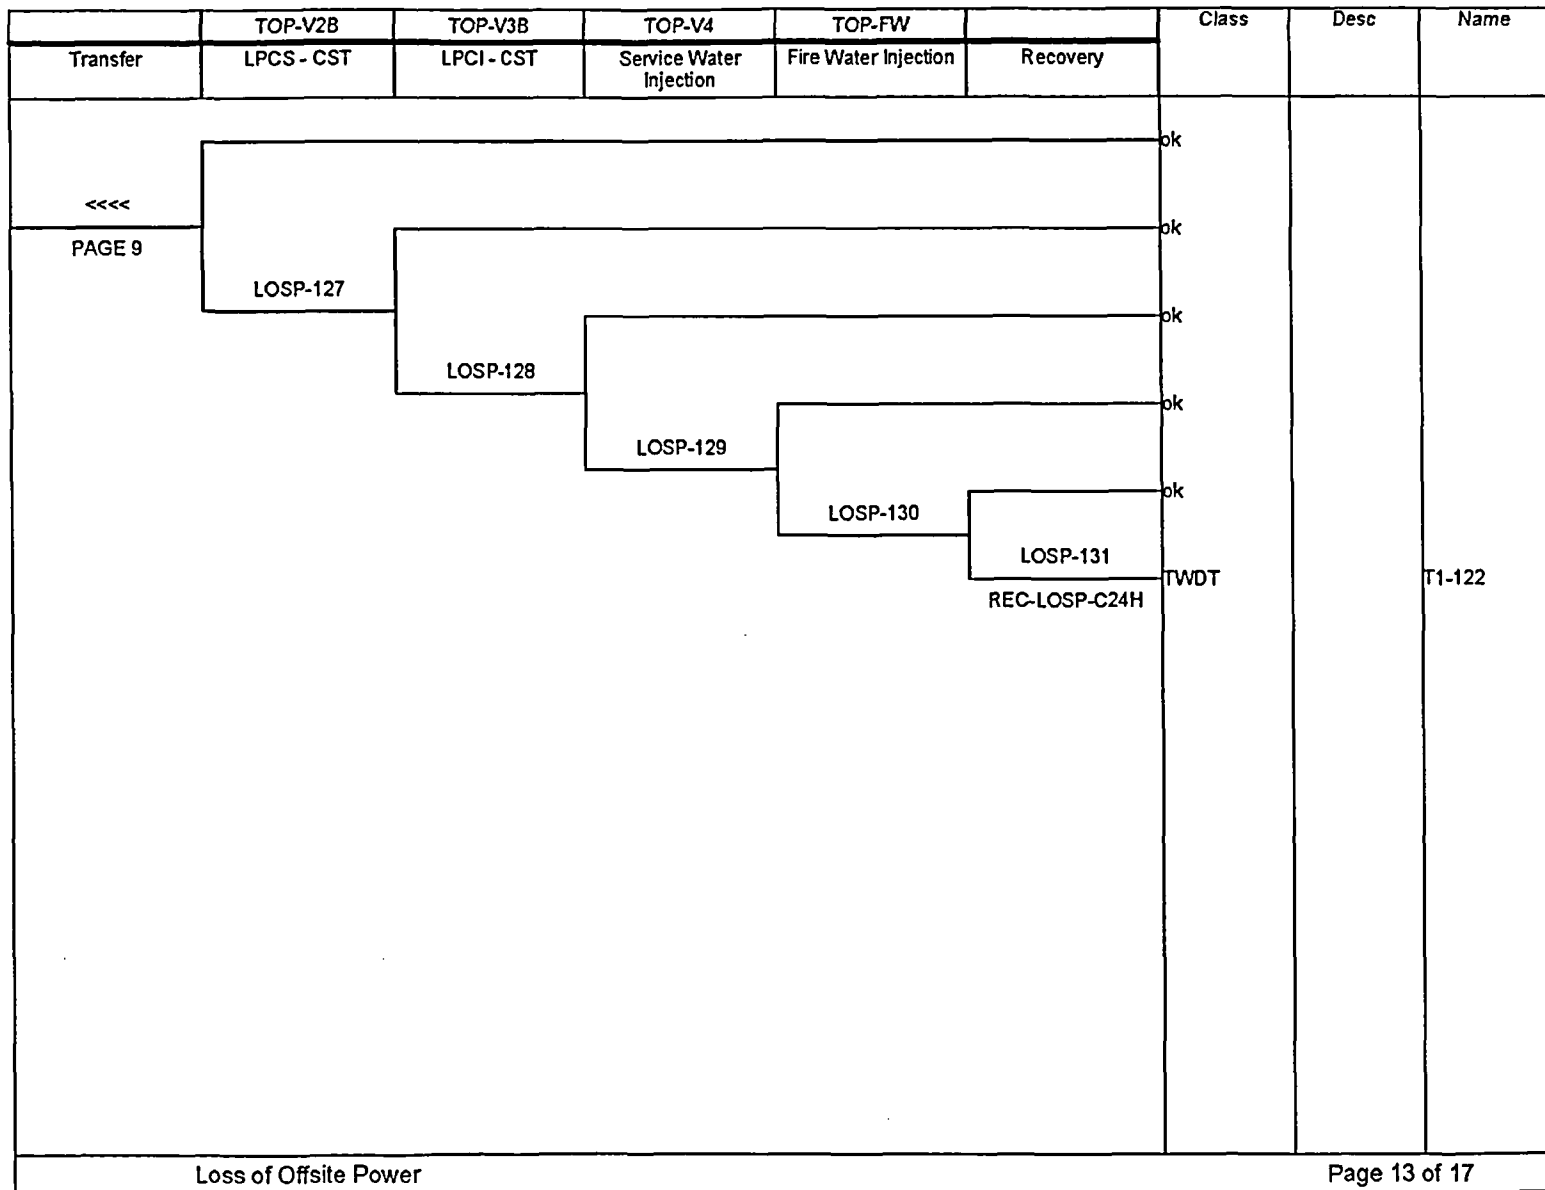 TOP-V2B TOP-V3B TOP-V4 TOP-FW Class Desc Name
Transfer LPCS - CST LPCI - CST Service Water Injection Fire Water Injection Recovery
ok
<<<<
ok
PAGE 9
LOSP-127
ok
LOSP-128
ok
LOSP-129
ok
LOSP-130
LOSP-131
TWDT T1-122
REC-LOSP-C24H
Loss of Offsite Power Page 13 of 17